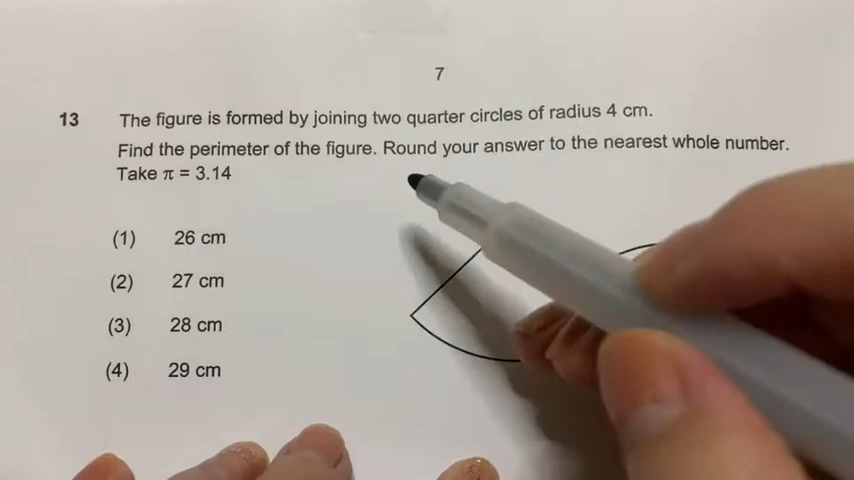 7
13 The figure is formed by joining two quarter circles of radius 4 cm.
Find the perimeter of the figure. Round your answer to the nearest whole number.
Take π = 3.14
(1) 26 cm
(2) 27 cm
(3) 28 cm
(4) 29 cm